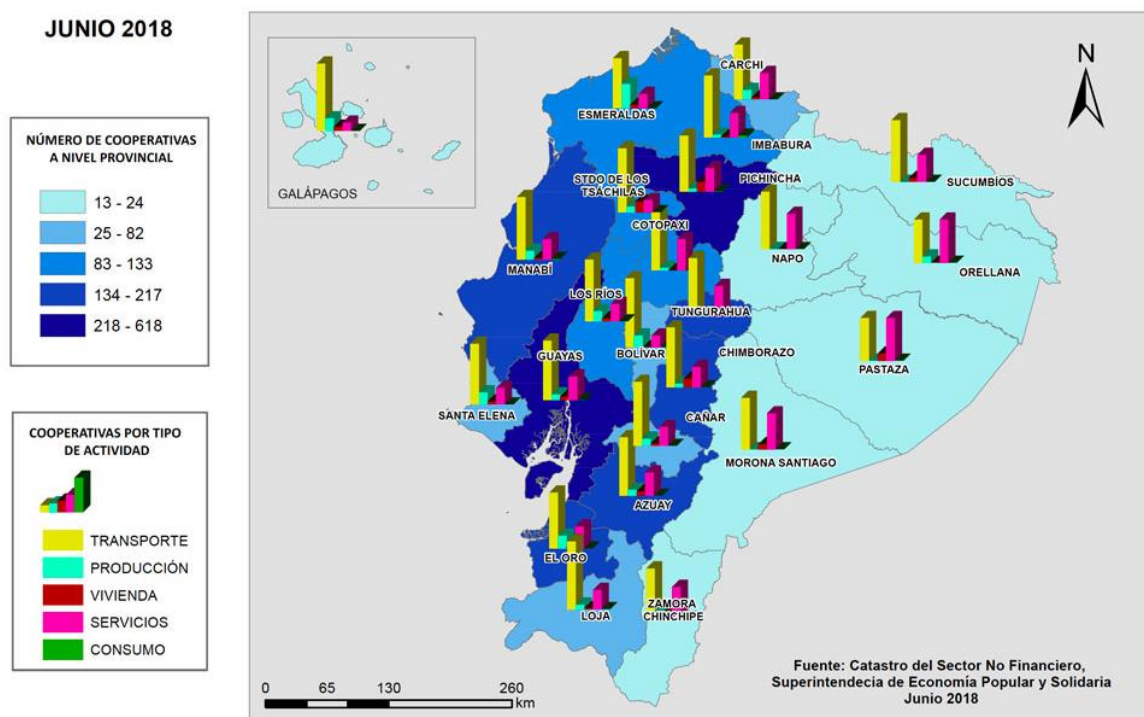 JUNIO 2018
NÚMERO DE COOPERATIVAS
A NIVEL PROVINCIAL
13 - 24
25 - 82
83 - 133
134 - 217
218 - 618
COOPERATIVAS POR TIPO
DE ACTIVIDAD
TRANSPORTE
PRODUCCIÓN
VIVIENDA
SERVICIOS
CONSUMO
GALÁPAGOS
N
CARCHI
ESMERALDAS
IMBABURA
SUCUMBÍOS
STDO DE LOS
TSÁCHILAS
PICHINCHA
COTOPAXI
NAPO
ORELLANA
MANABÍ
LOS RÍOS
TUNGURAHUA
GUAYAS
BOLÍVAR
CHIMBORAZO
PASTAZA
SANTA ELENA
CAÑAR
MORONA SANTIAGO
AZUAY
EL ORO
LOJA
ZAMORA
CHINCHIPE
0 65 130 260
km
Fuente: Catastro del Sector No Financiero,
Superintendecia de Economía Popular y Solidaria
Junio 2018